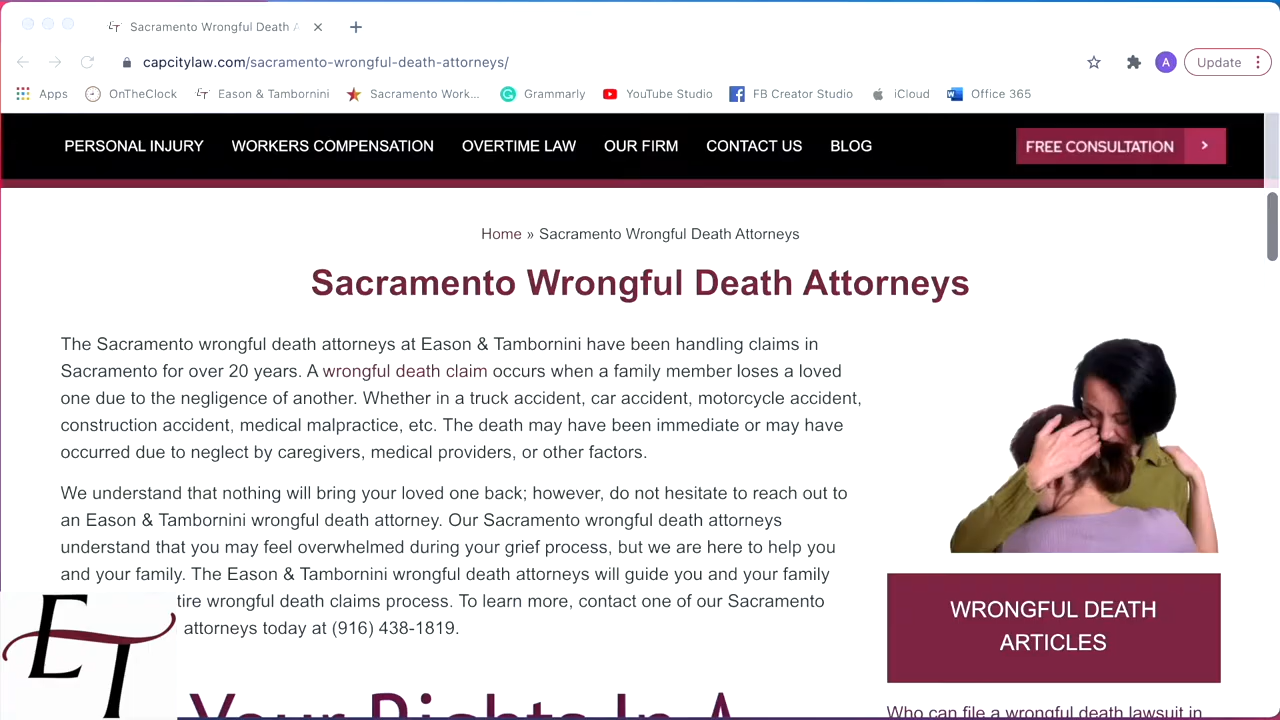 Sacramento Wrongful Death A
capcitylaw.com/sacramento-wrongful-death-attorneys/
A
Update
Apps
OnTheClock
Eason & Tambornini
Sacramento Work...
Grammarly
YouTube Studio
FB Creator Studio
iCloud
Office 365
PERSONAL INJURY
WORKERS COMPENSATION
OVERTIME LAW
OUR FIRM
CONTACT US
BLOG
FREE CONSULTATION
Home » Sacramento Wrongful Death Attorneys
Sacramento Wrongful Death Attorneys
The Sacramento wrongful death attorneys at Eason & Tambornini have been handling claims in
Sacramento for over 20 years. A wrongful death claim occurs when a family member loses a loved
one due to the negligence of another. Whether in a truck accident, car accident, motorcycle accident,
construction accident, medical malpractice, etc. The death may have been immediate or may have
occurred due to neglect by caregivers, medical providers, or other factors.
We understand that nothing will bring your loved one back; however, do not hesitate to reach out to
an Eason & Tambornini wrongful death attorney. Our Sacramento wrongful death attorneys
understand that you may feel overwhelmed during your grief process, but we are here to help you
and your family. The Eason & Tambornini wrongful death attorneys will guide you and your family
tire wrongful death claims process. To learn more, contact one of our Sacramento
attorneys today at (916) 438-1819.
ET
Your Rights In A
WRONGFUL DEATH
ARTICLES
Who can file a wrongful death lawsuit in